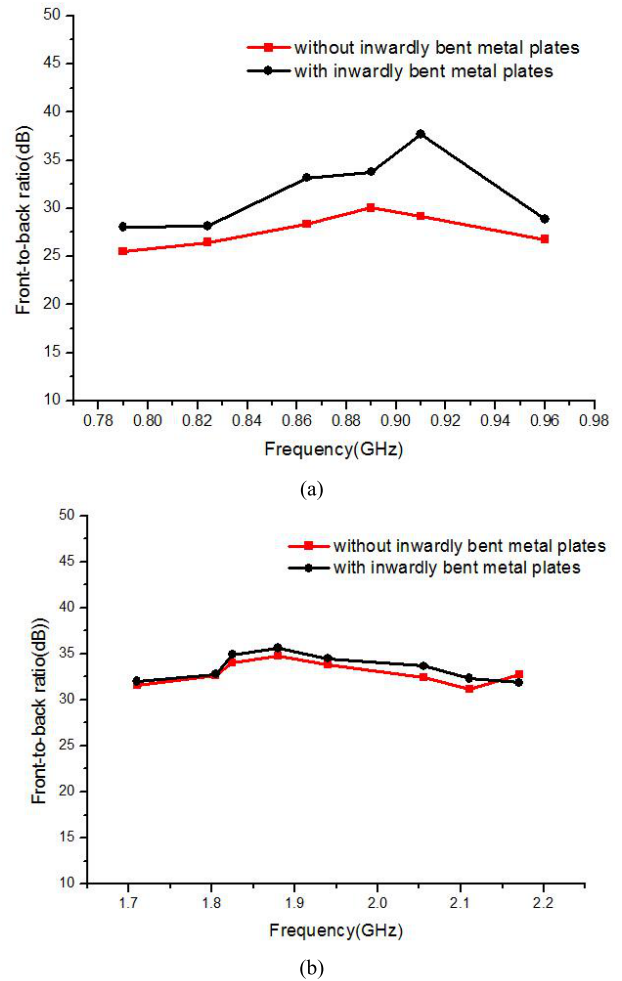 50
45
40
35
30
25
20
15
10
Front-to-back ratio(dB)
without inwardly bent metal plates
with inwardly bent metal plates
0.78 0.80 0.82 0.84 0.86 0.88 0.90 0.92 0.94 0.96 0.98
Frequency(GHz)
(a)
50
45
40
35
30
25
20
15
10
Front-to-back ratio(dB))
without inwardly bent metal plates
with inwardly bent metal plates
1.7 1.8 1.9 2.0 2.1 2.2
Frequency(GHz)
(b)